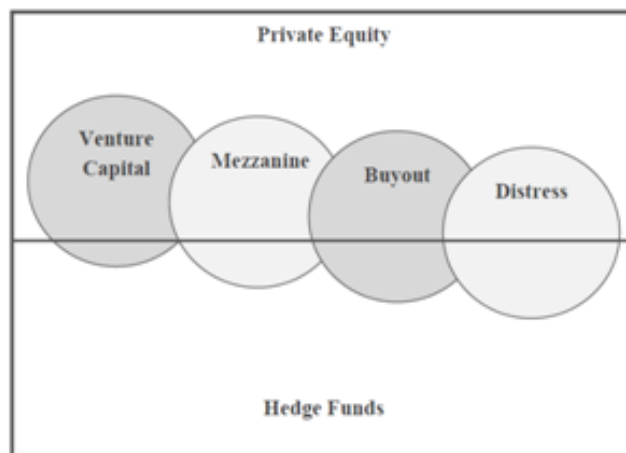 Private Equity
Venture
Capital
Mezzanine
Buyout
Distress
Hedge Funds